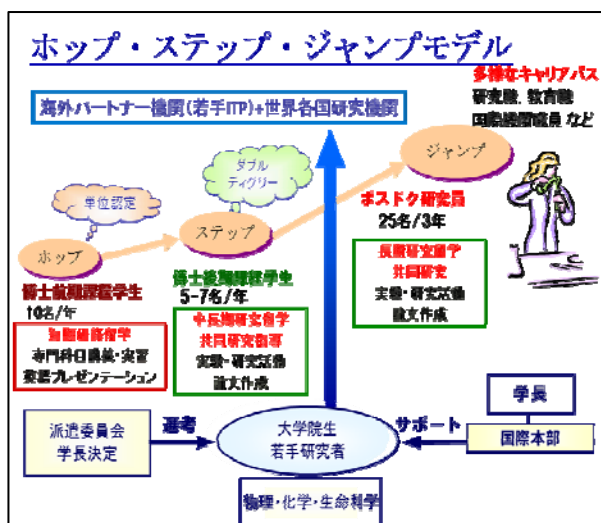 ホップ・ステップ・ジャンプモデル
多様なキャリアパス
研究職、教育職
国際機関職員 など
海外パートナー機関(若手ITP)+世界各国研究機関
ジャンプ
ダブル
ディグリー
単位認定
ステップ
ホップ
ポスドク研究員
25名/3年
長期研究留学
共同研究
実験・研究活動
論文作成
博士後期課程学生
5-7名/年
中長期研究留学
共同研究指導
実験・研究活動
論文作成
博士前期課程学生
10名/年
短期研修留学
専門科目講義・実習
英語プレゼンテーション
派遣委員会
学長決定
選考
大学院生
若手研究者
サポート
学長
国際本部
物理・化学・生命科学